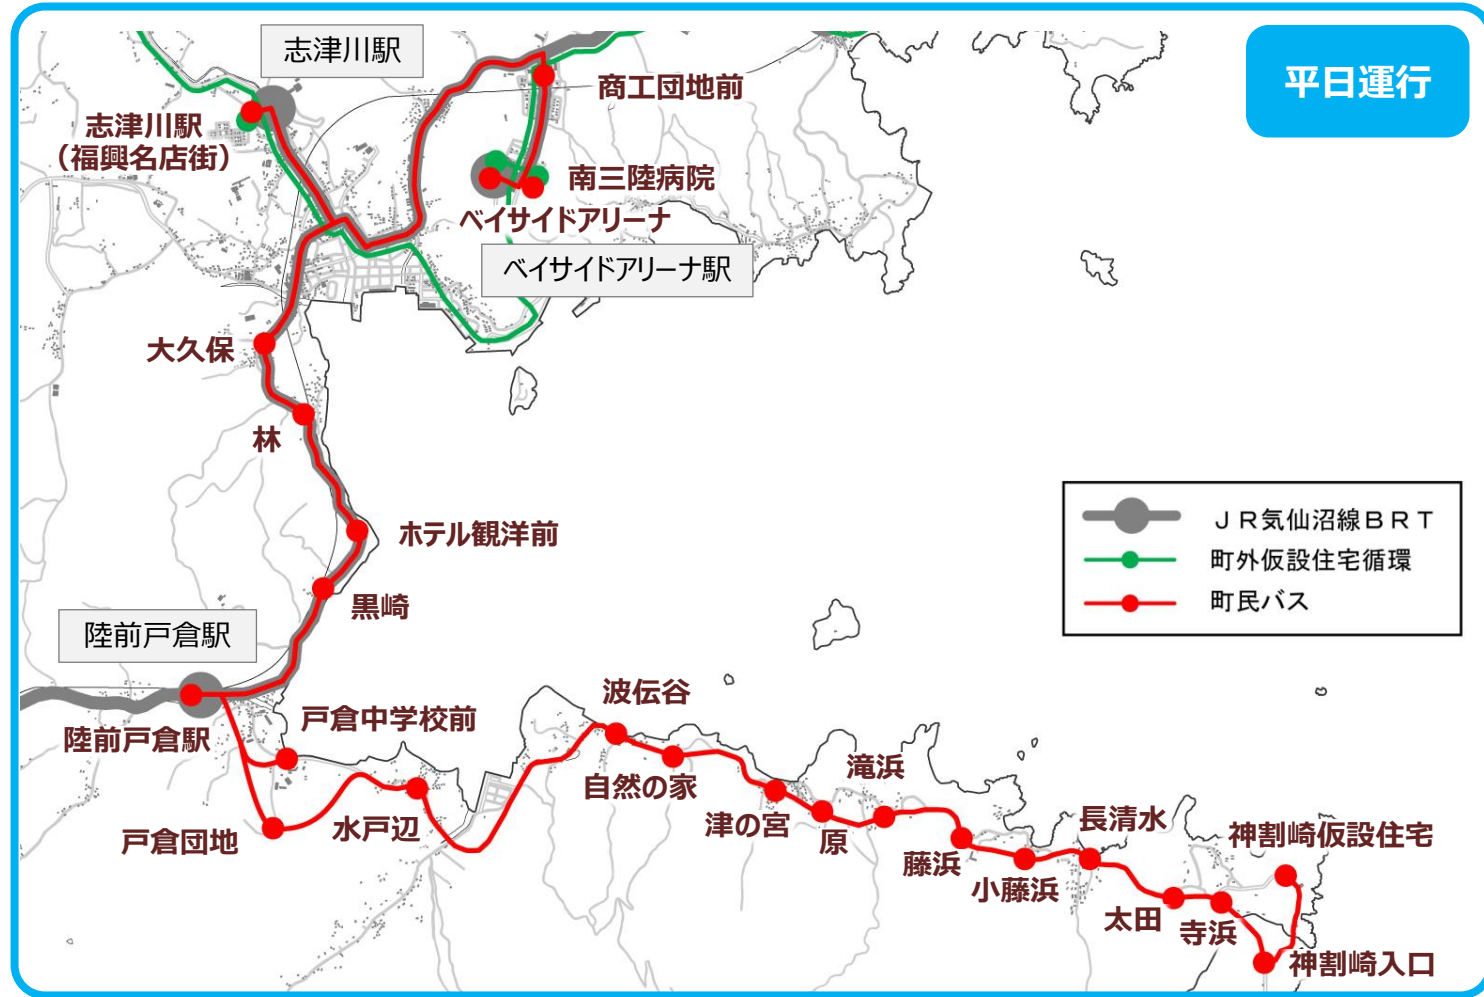 平日運行
志津川駅
商工団地前
志津川駅
（福興名店街）
南三陸病院
ベイサイドアリーナ
ベイサイドアリーナ駅
大久保
林
ホテル観洋前
黒崎
ＪＲ気仙沼線ＢＲＴ
町外仮設住宅循環
町民バス
陸前戸倉駅
陸前戸倉駅
戸倉中学校前
戸倉団地
水戸辺
波伝谷
自然の家
津の宮
原
滝浜
藤浜
小藤浜
長清水
太田
寺浜
神割崎仮設住宅
神割崎入口